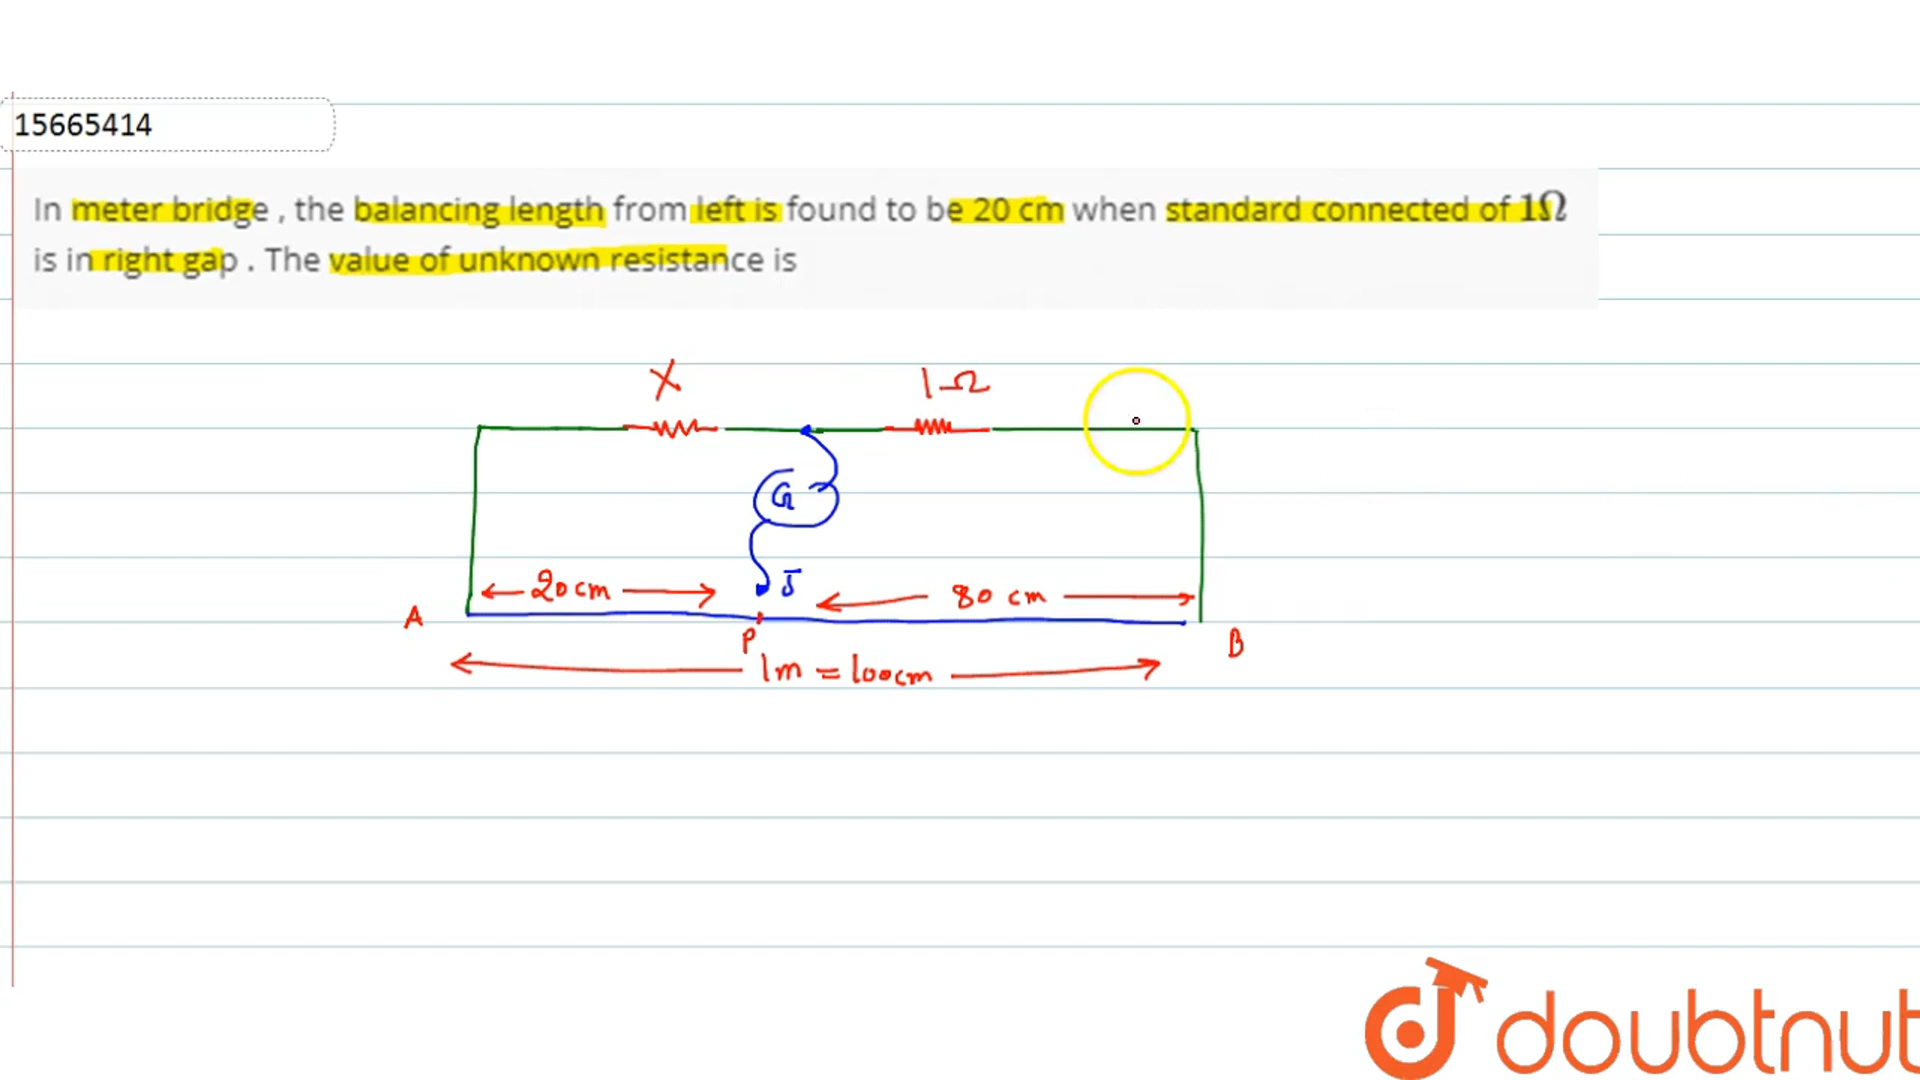 15665414
In meter bridge , the balancing length from left is found to be 20 cm when standard connected of 1Ω
is in right gap . The value of unknown resistance is
X 1Ω
G
20 cm J 80 cm
A P B
1m = 100cm
doubtnut